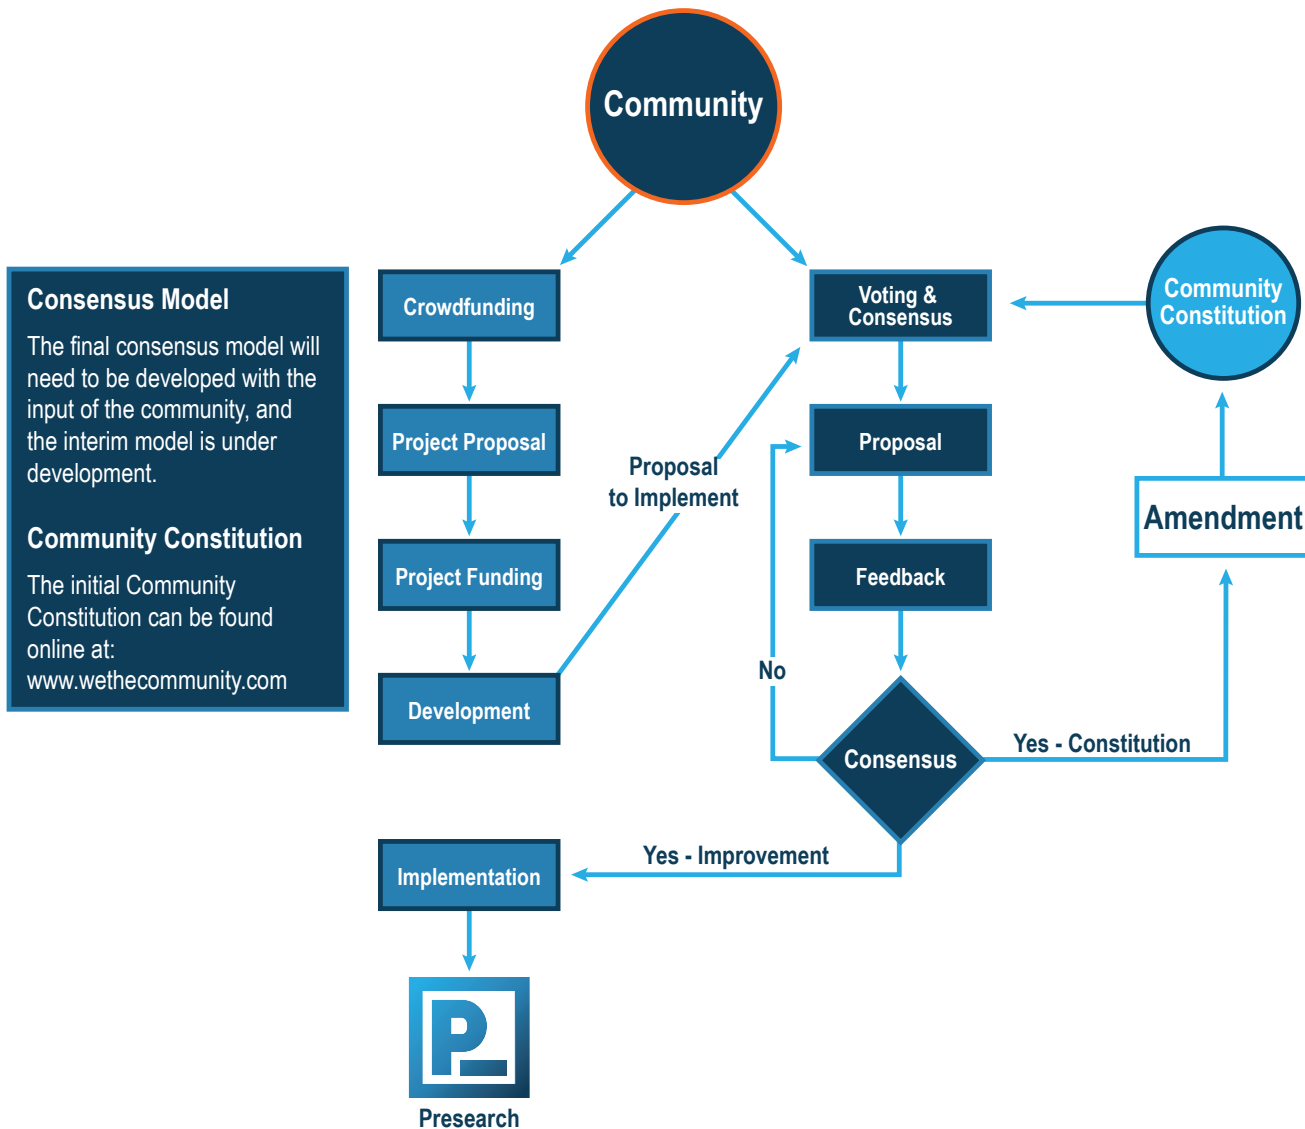 Community
Consensus Model
The final consensus model will
need to be developed with the
input of the community, and
the interim model is under
development.
Community Constitution
The initial Community
Constitution can be found
online at:
www.wethecommunity.com
Crowdfunding
Project Proposal
Project Funding
Development
Proposal
to Implement
Voting &
Consensus
Proposal
Feedback
No
Consensus
Yes - Constitution
Community
Constitution
Amendment
Yes - Improvement
Implementation
P
Presearch